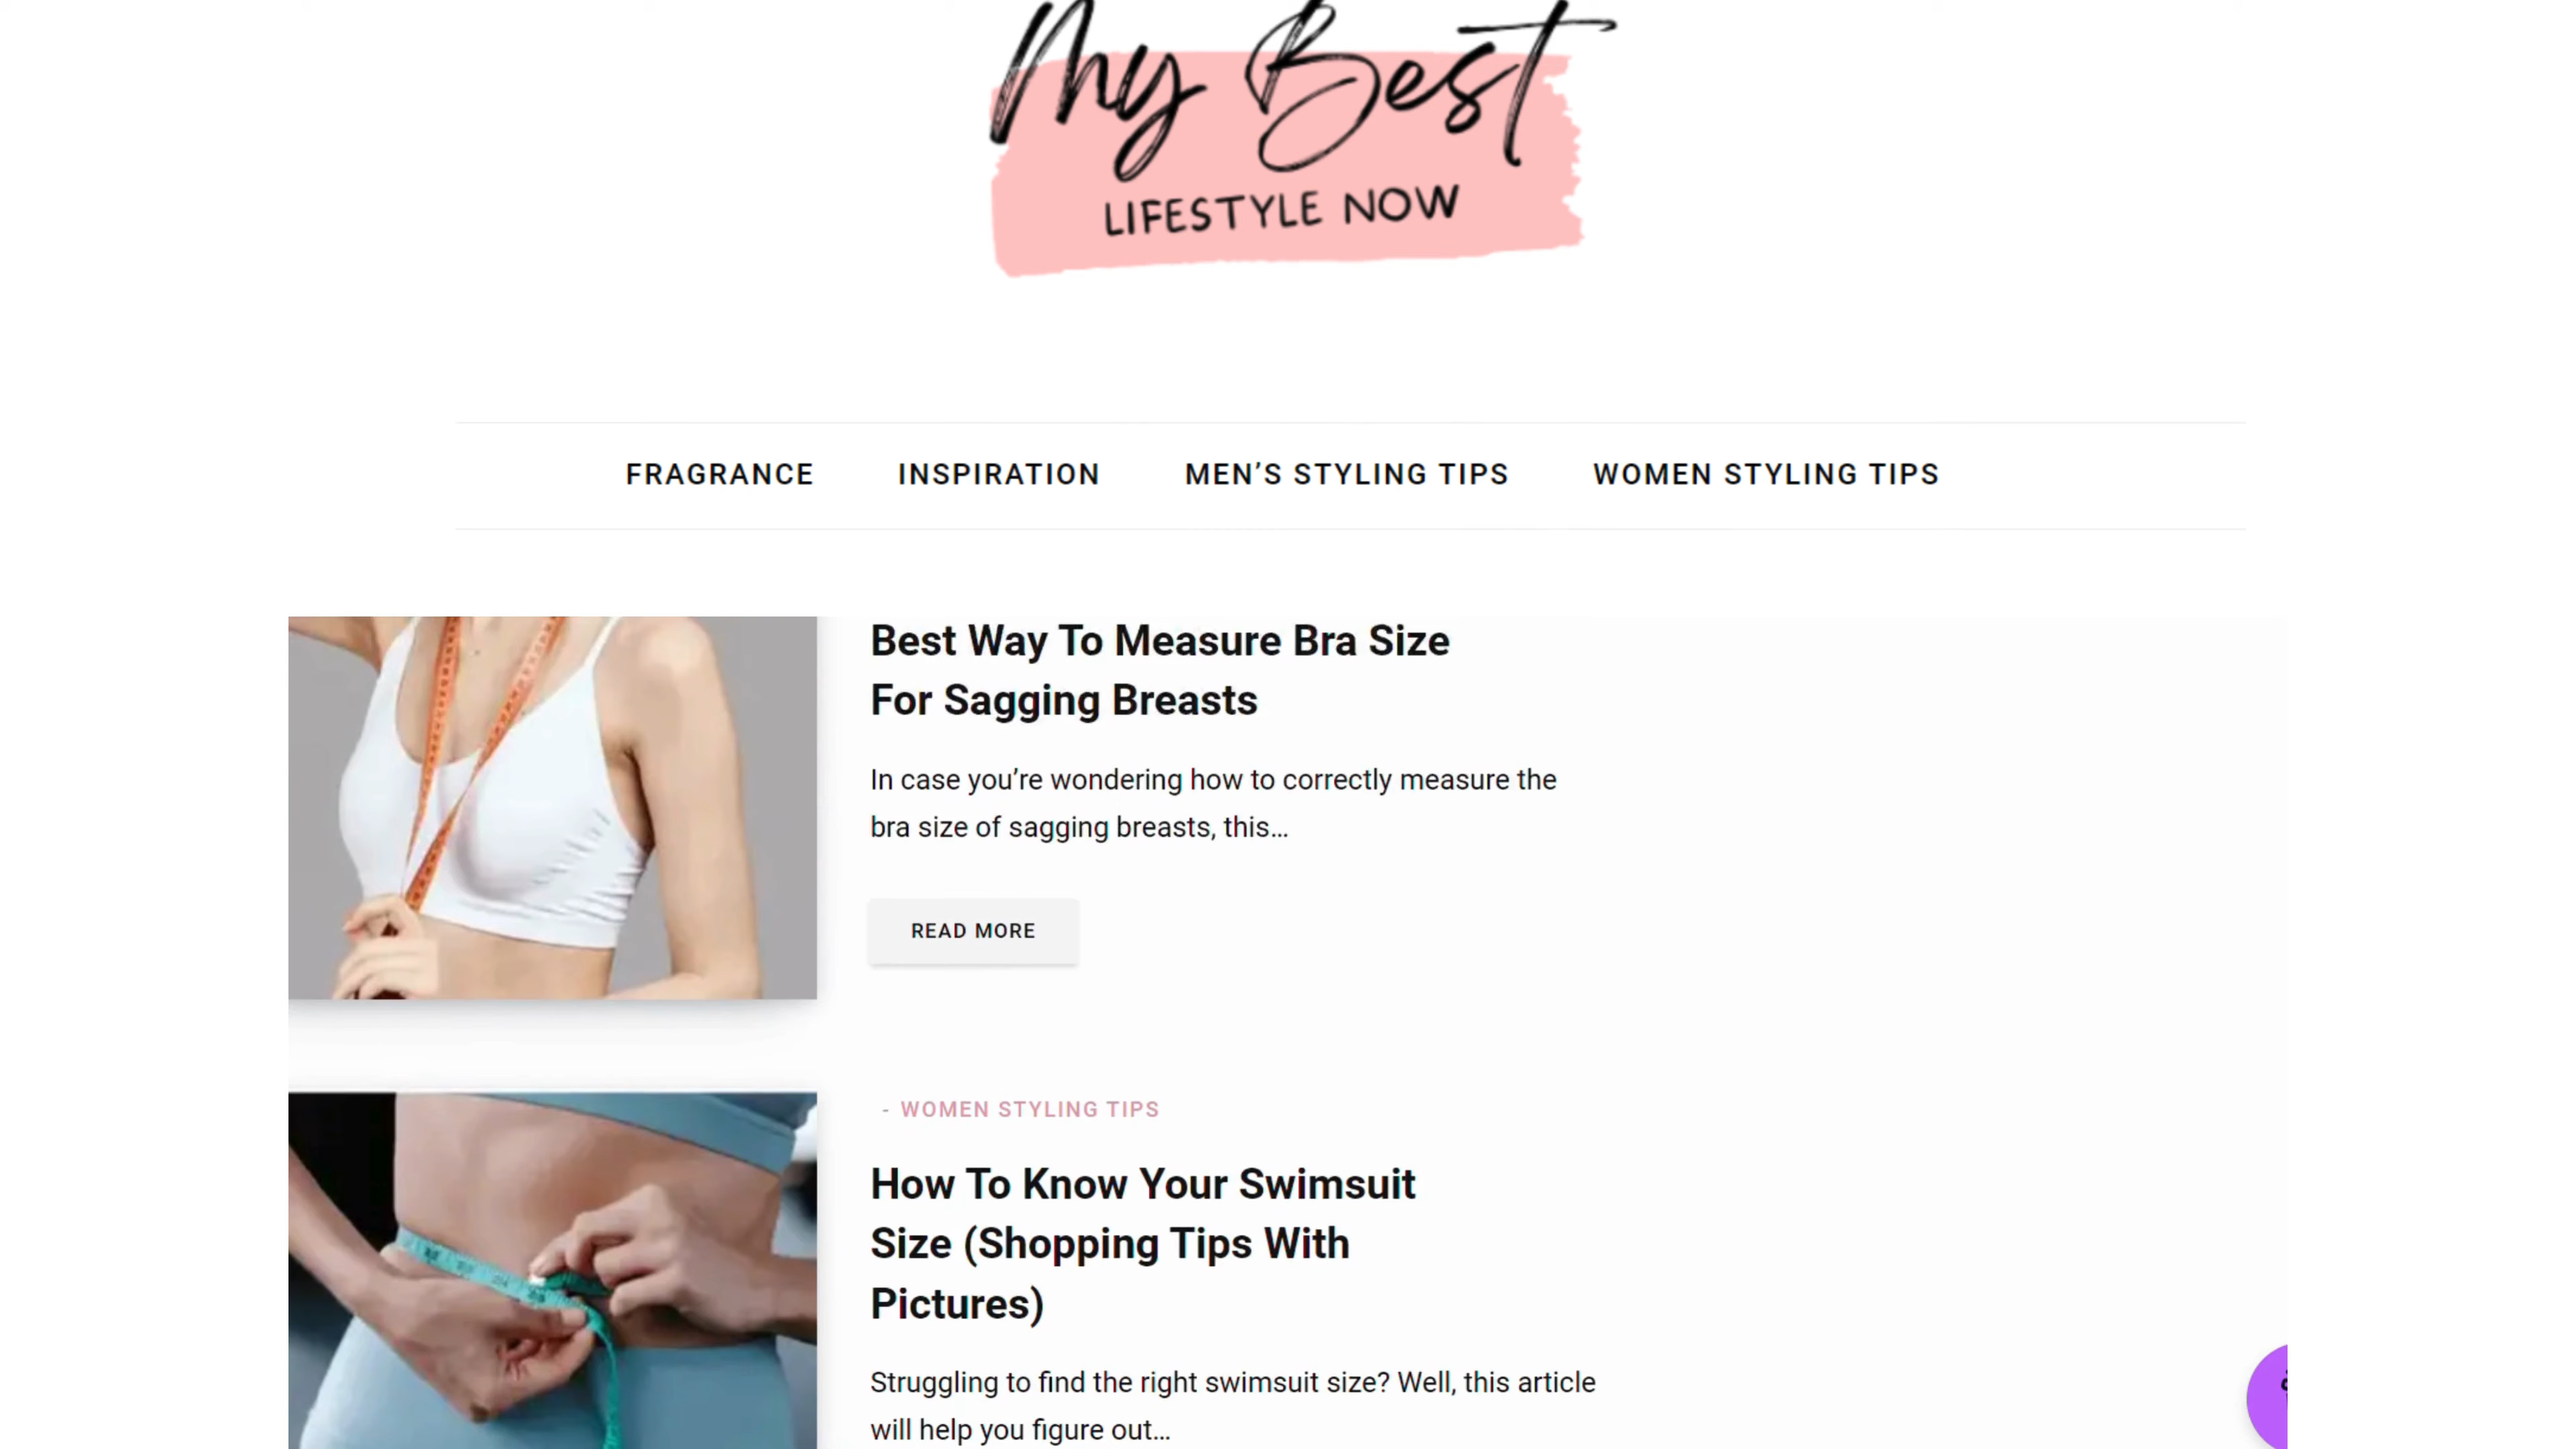 My Best
LIFESTYLE NOW
FRAGRANCE INSPIRATION MEN’S STYLING TIPS WOMEN STYLING TIPS
Best Way To Measure Bra Size
For Sagging Breasts
In case you’re wondering how to correctly measure the
bra size of sagging breasts, this…
READ MORE
- WOMEN STYLING TIPS
How To Know Your Swimsuit
Size (Shopping Tips With
Pictures)
Struggling to find the right swimsuit size? Well, this article
will help you figure out…